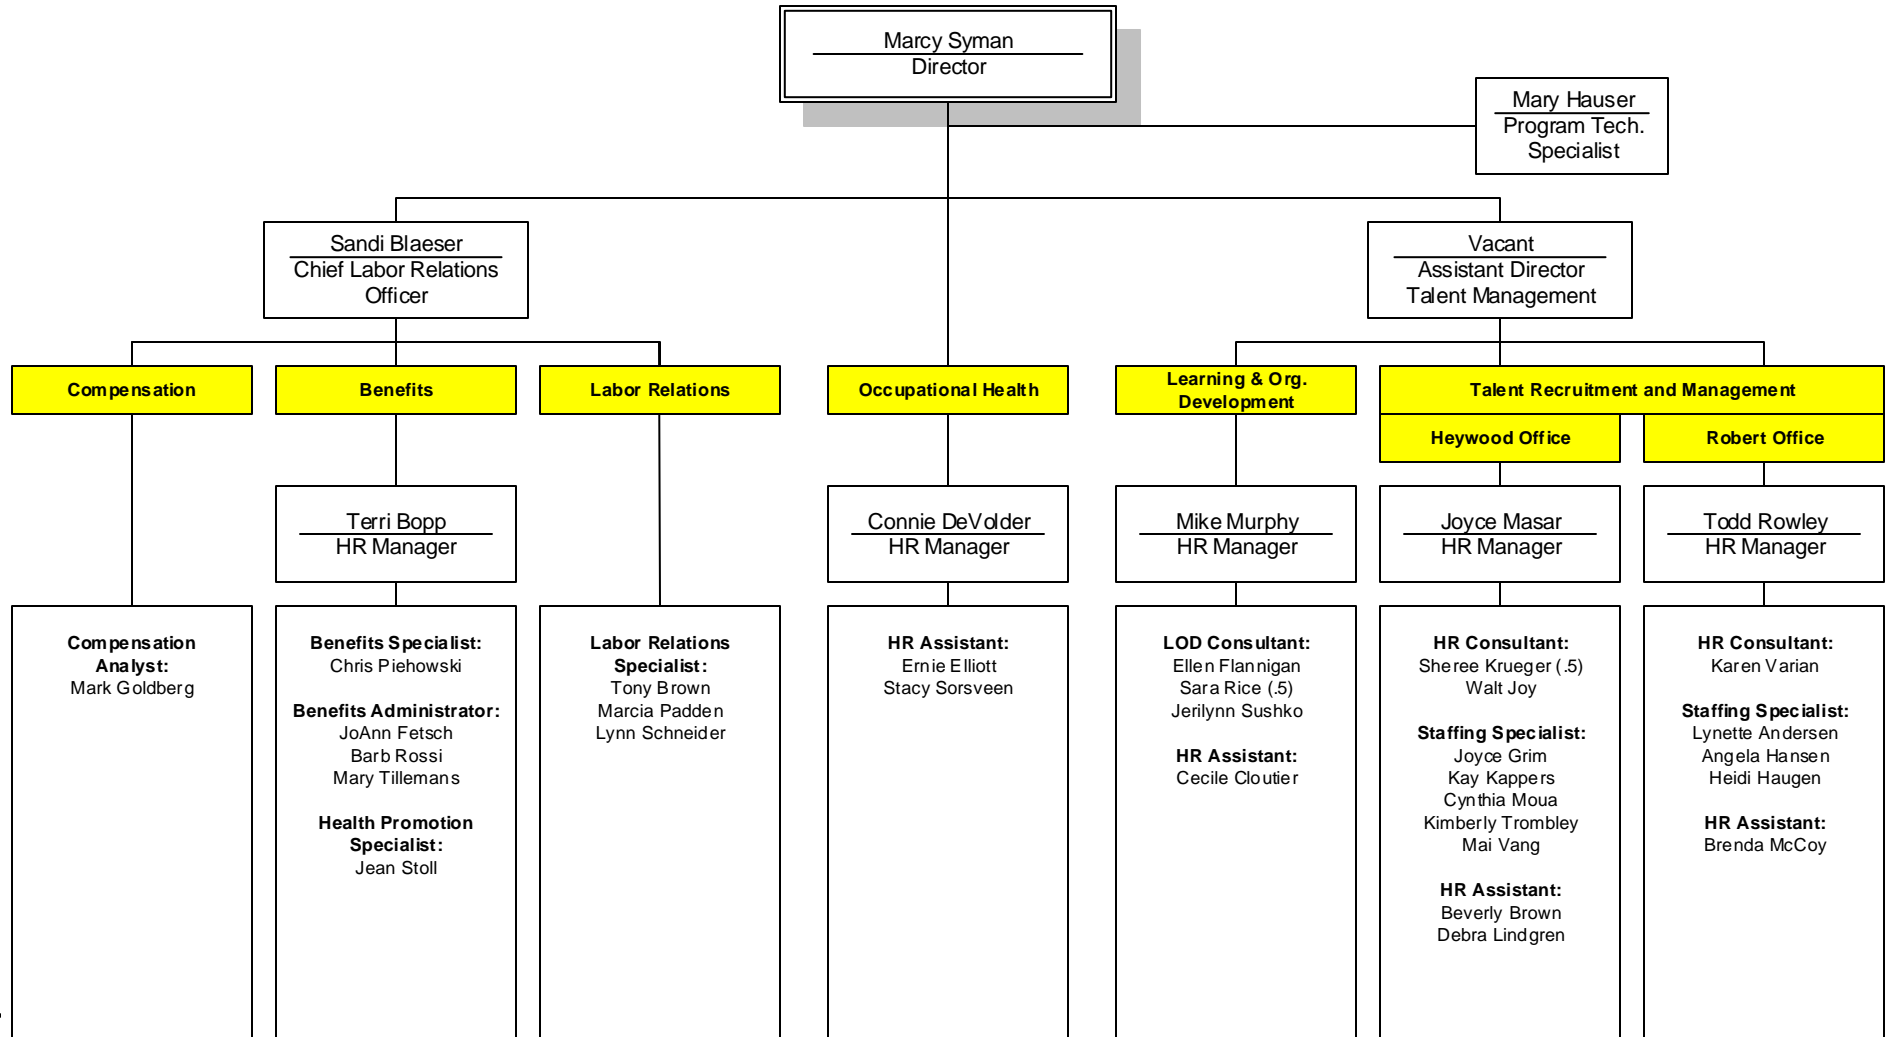 Marcy Syman
Director
Mary Hauser
Program Tech.
Specialist
Sandi Blaeser
Chief Labor Relations
Officer
Vacant
Assistant Director
Talent Management
Compensation
Benefits
Labor Relations
Occupational Health
Learning & Org.
Development
Talent Recruitment and Management
Heywood Office
Robert Office
Terri Bopp
HR Manager
Connie DeVolder
HR Manager
Mike Murphy
HR Manager
Joyce Masar
HR Manager
Todd Rowley
HR Manager
Compensation
Analyst:
Mark Goldberg
Benefits Specialist:
Chris Piehowski
Benefits Administrator:
JoAnn Fetsch
Barb Rossi
Mary Tillemans
Health Promotion
Specialist:
Jean Stoll
Labor Relations
Specialist:
Tony Brown
Marcia Padden
Lynn Schneider
HR Assistant:
Ernie Elliott
Stacy Sorsveen
LOD Consultant:
Ellen Flannigan
Sara Rice (.5)
Jerilynn Sushko
HR Assistant:
Cecile Cloutier
HR Consultant:
Sheree Krueger (.5)
Walt Joy
Staffing Specialist:
Joyce Grim
Kay Kappers
Cynthia Moua
Kimberly Trombley
Mai Vang
HR Assistant:
Beverly Brown
Debra Lindgren
HR Consultant:
Karen Varian
Staffing Specialist:
Lynette Andersen
Angela Hansen
Heidi Haugen
HR Assistant:
Brenda McCoy